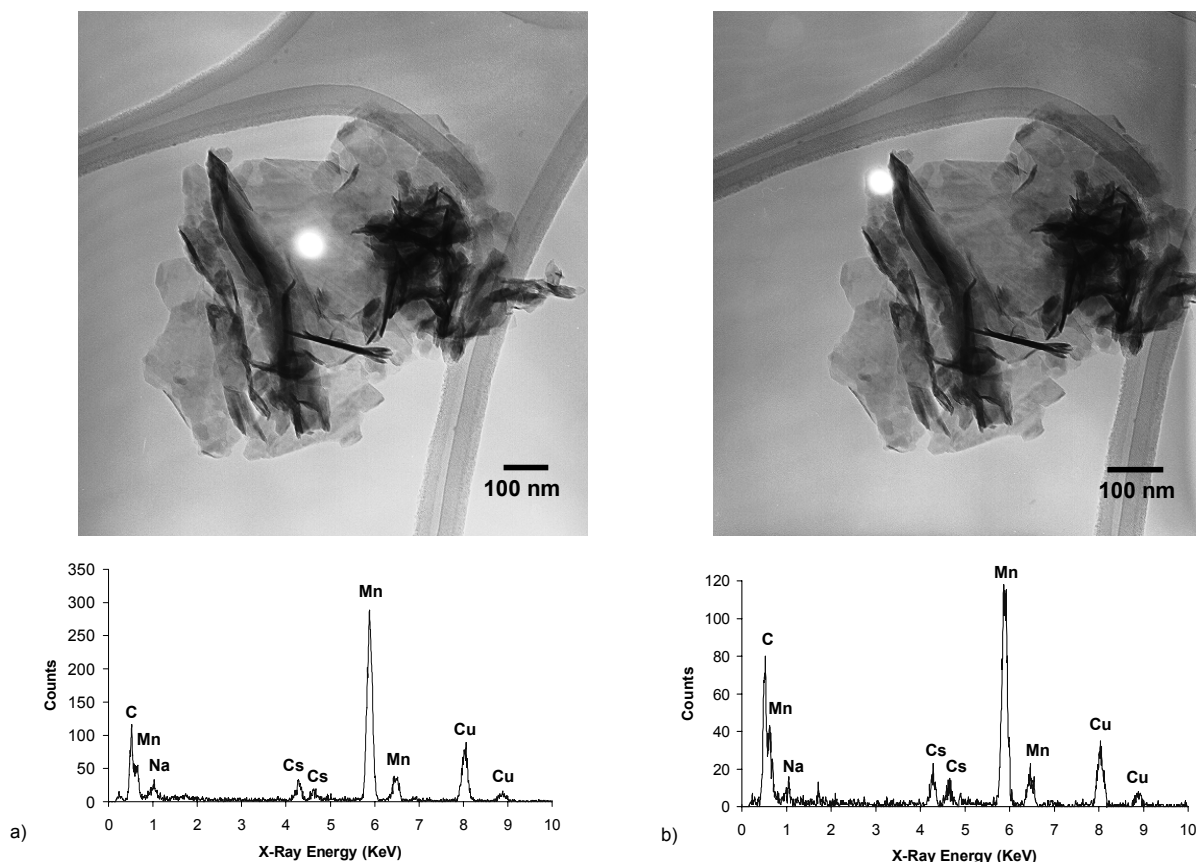 100 nm
100 nm
350
300
250
200
150
100
50
0
Counts
C
Mn
Na
Cs
Cs
Mn
Mn
Cu
Cu
0 1 2 3 4 5 6 7 8 9 10
X-Ray Energy (KeV)
a)
120
100
80
60
40
20
0
Counts
C
Mn
Na
Cs
Cs
Mn
Mn
Cu
Cu
0 1 2 3 4 5 6 7 8 9 10
X-Ray Energy (KeV)
b)